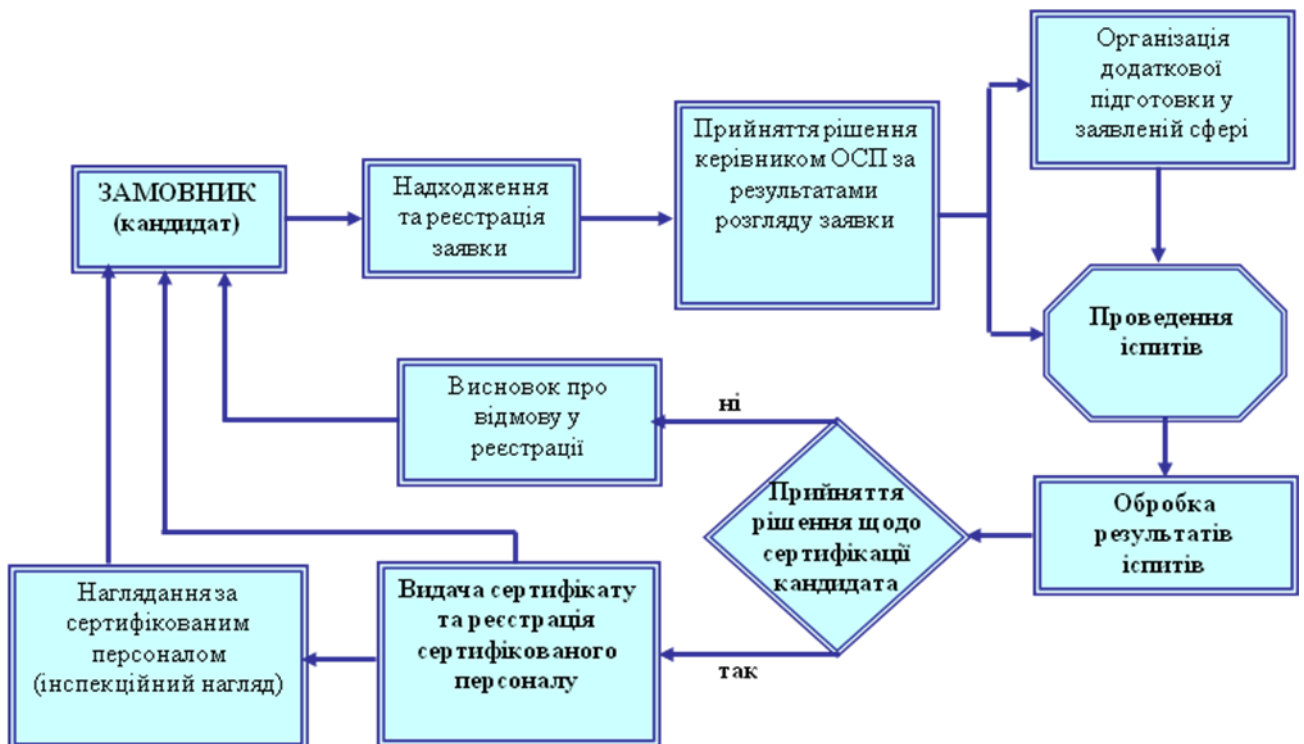 ЗАМОВНИК
(кандидат)
Надходження
та реєстрація
заявки
Прийняття рішення
керівником ОСП за
результатами
розгляду заявки
Організація
додаткової
підготовки у
заявленій сфері
Проведення
іспитів
Обробка
результатів
іспитів
Прийняття
рішення щодо
сертифікації
кандидата
ні
Висновок про
відмову у
реєстрації
так
Видача сертифікату
та реєстрація
сертифікованого
персоналу
Наглядання за
сертифікованим
персоналом
(інспекційний нагляд)